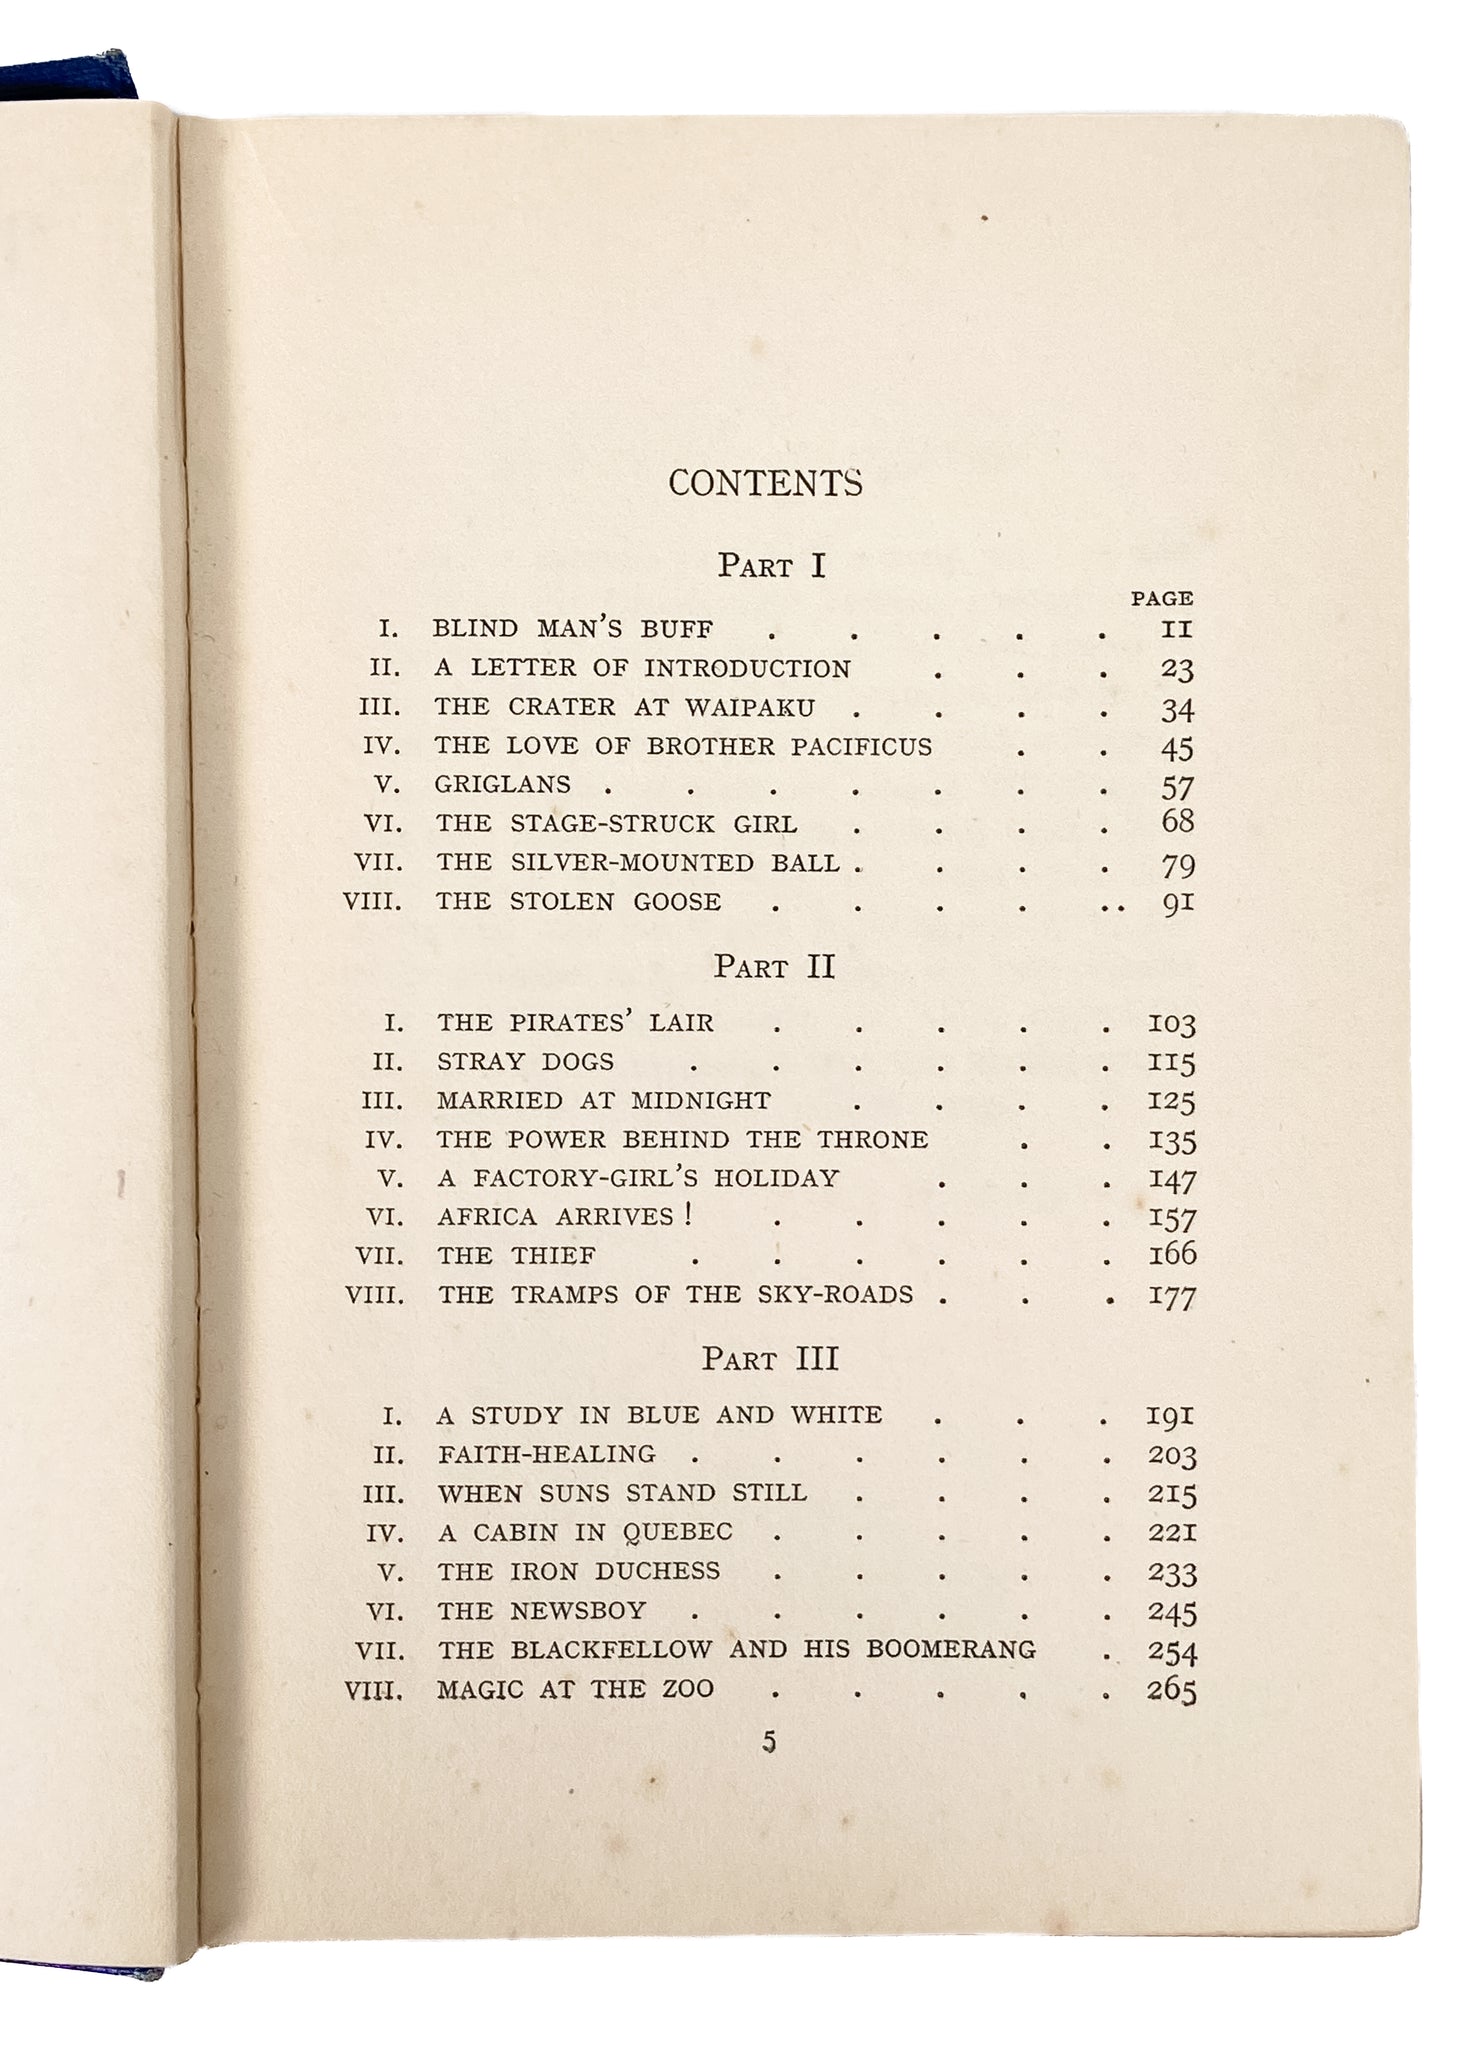 CONTENTS
PART I
PAGE
I. BLIND MAN'S BUFF . . . . . 11
II. A LETTER OF INTRODUCTION . . . 23
III. THE CRATER AT WAIPAKU . . . . 34
IV. THE LOVE OF BROTHER PACIFICUS . . 45
V. GRIGLANS . . . . . . . 57
VI. THE STAGE-STRUCK GIRL . . . . 68
VII. THE SILVER-MOUNTED BALL . . . . 79
VIII. THE STOLEN GOOSE . . . . .. 91
PART II
I. THE PIRATES' LAIR . . . . . 103
II. STRAY DOGS . . . . . . 115
III. MARRIED AT MIDNIGHT . . . . 125
IV. THE POWER BEHIND THE THRONE . . 135
V. A FACTORY-GIRL'S HOLIDAY . . . 147
VI. AFRICA ARRIVES! . . . . . 157
VII. THE THIEF . . . . . . 166
VIII. THE TRAMPS OF THE SKY-ROADS . . . 177
PART III
I. A STUDY IN BLUE AND WHITE . . . 191
II. FAITH-HEALING . . . . . . 203
III. WHEN SUNS STAND STILL . . . . 215
IV. A CABIN IN QUEBEC . . . . . 221
V. THE IRON DUCHESS . . . . . 233
VI. THE NEWSBOY . . . . . . 245
VII. THE BLACKFELLOW AND HIS BOOMERANG . 254
VIII. MAGIC AT THE ZOO . . . . . 265
5